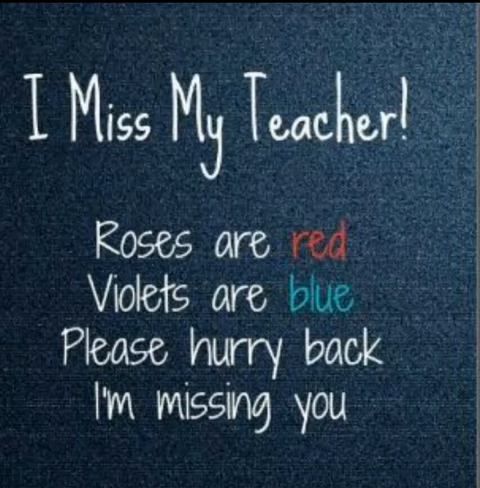 I Miss My Teacher!
Roses are red
Violets are blue
Please hurry back
I'm missing you